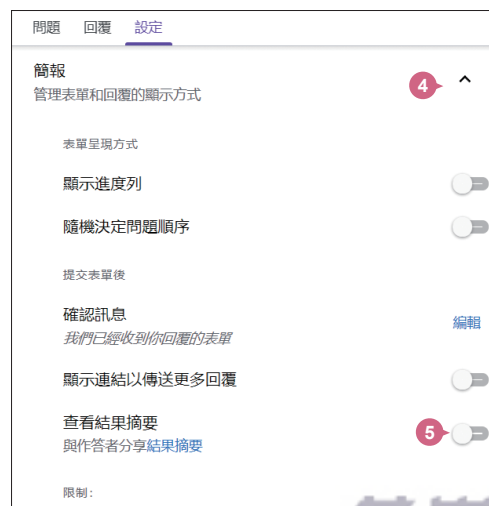 問題 回覆 設定
簡報
管理表單和回覆的顯示方式
4
表單呈現方式
顯示進度列
隨機決定問題順序
提交表單後
確認訊息
編輯
我們已經收到你回覆的表單
顯示連結以傳送更多回覆
查看結果摘要
5
與作答者分享結果摘要
限制：